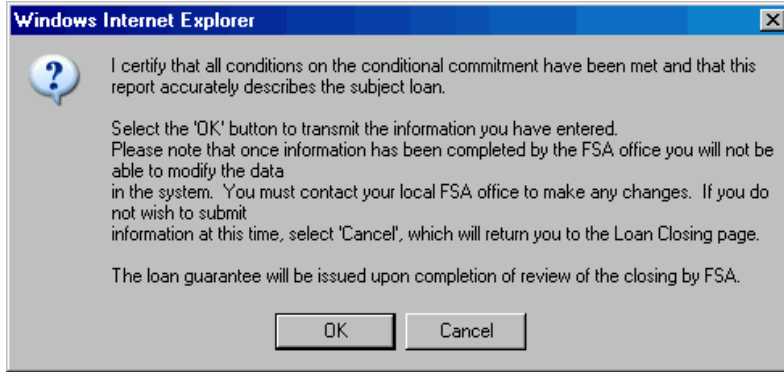 Windows Internet Explorer
I certify that all conditions on the conditional commitment have been met and that this
report accurately describes the subject loan.
Select the 'OK' button to transmit the information you have entered.
Please note that once information has been completed by the FSA office you will not be
able to modify the data
in the system.  You must contact your local FSA office to make any changes.  If you do
not wish to submit
information at this time, select 'Cancel', which will return you to the Loan Closing page.
The loan guarantee will be issued upon completion of review of the closing by FSA.
OK
Cancel